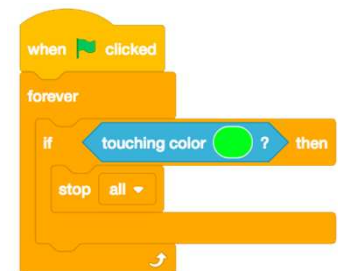 when clicked
forever
if touching color ? then
stop all